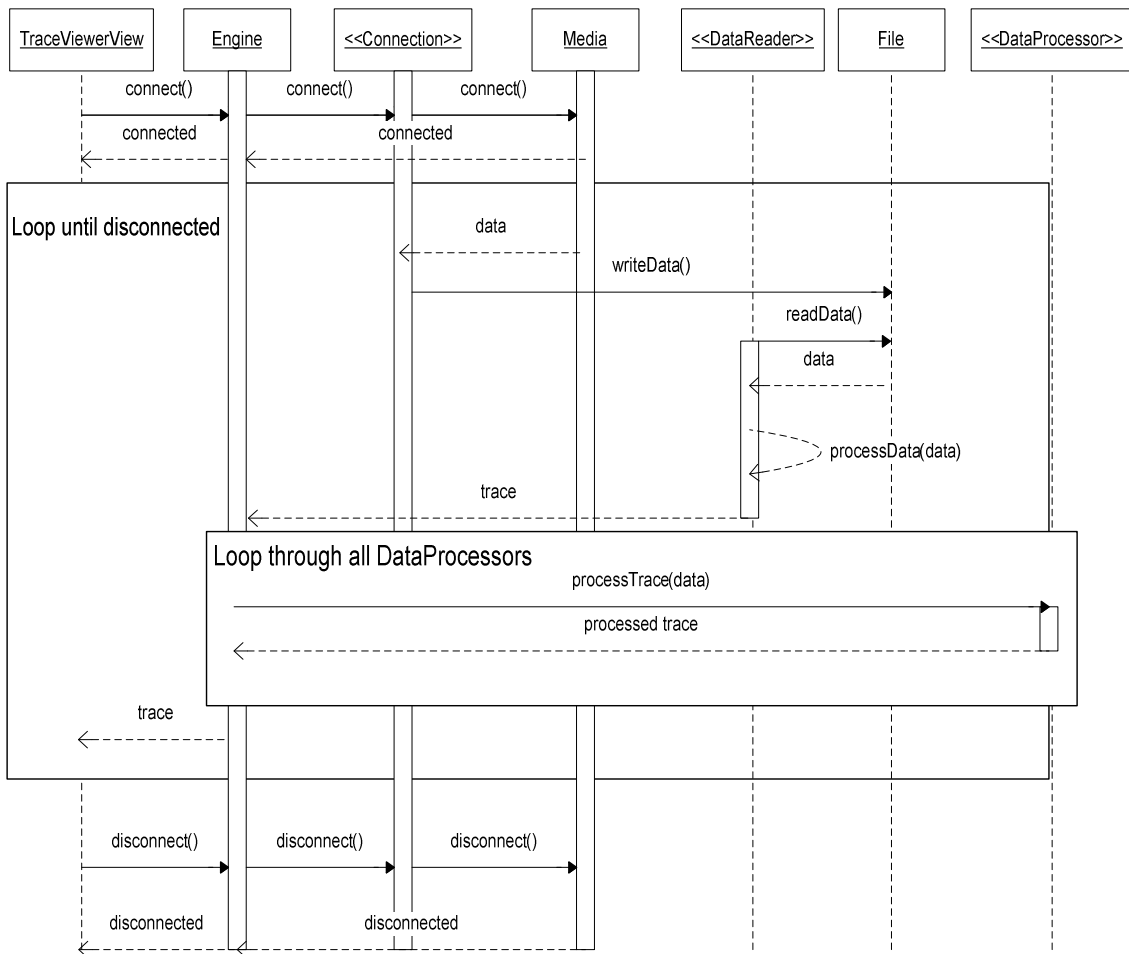 TraceViewerView
Engine
<<Connection>>
Media
<<DataReader>>
File
<<DataProcessor>>
connect()
connect()
connect()
connected
connected
Loop until disconnected
data
writeData()
readData()
data
processData(data)
trace
Loop through all DataProcessors
processTrace(data)
processed trace
trace
disconnect()
disconnect()
disconnect()
disconnected
disconnected